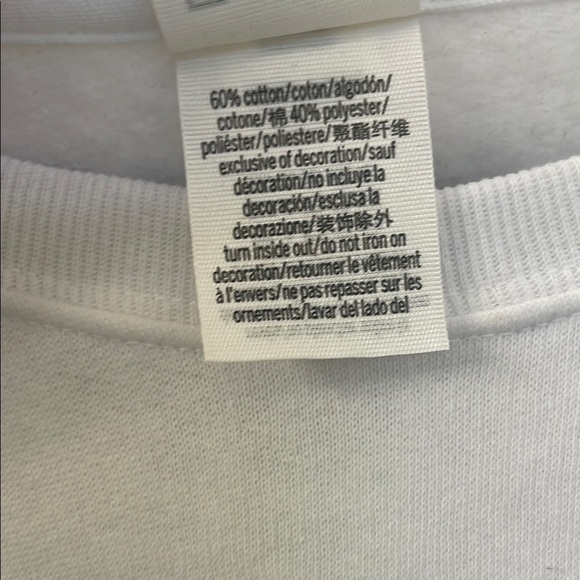 60% cotton/coton/algodón/
cotone/棉 40% polyester/
poliéster/poliestere/聚酯纤维
exclusive of decoration/sauf
décoration/no incluye la
decoración/esclusa la
decorazione/装饰除外
turn inside out/do not iron on
decoration/retourner le vêtement
à l'envers/ne pas repasser sur les
ornements/lavar del lado del